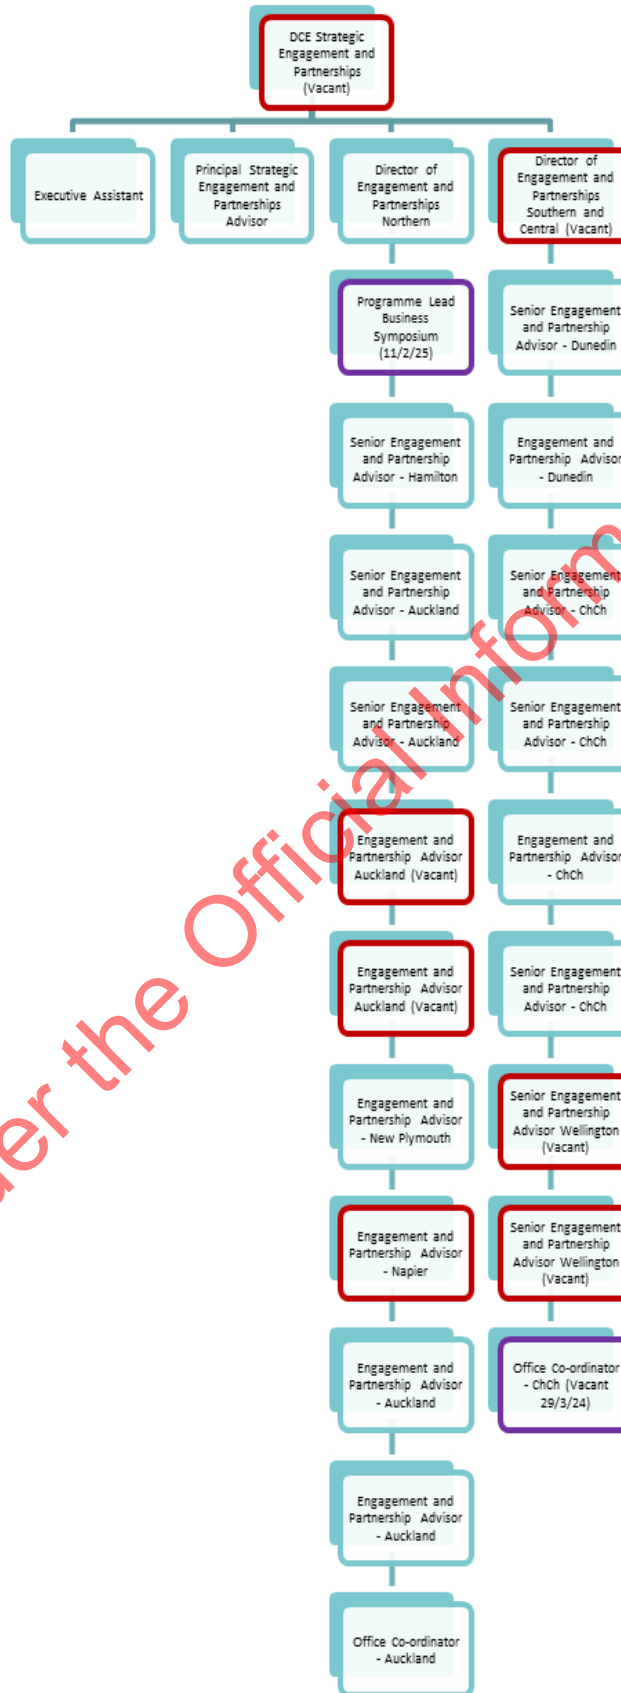 DCE Strategic
Engagement and
Partnerships
(Vacant)
Executive Assistant
Principal Strategic
Engagement and
Partnerships
Advisor
Director of
Engagement and
Partnerships
Northern
Director of
Engagement and
Partnerships
Southern and
Central (Vacant)
Programme Lead
Business
Symposium
(11/2/25)
Senior Engagement
and Partnership
Advisor - Hamilton
Senior Engagement
and Partnership
Advisor - Auckland
Senior Engagement
and Partnership
Advisor - Auckland
Engagement and
Partnership Advisor
Auckland (Vacant)
Engagement and
Partnership Advisor
Auckland (Vacant)
Engagement and
Partnership Advisor
- New Plymouth
Engagement and
Partnership Advisor
- Napier
Engagement and
Partnership Advisor
- Auckland
Engagement and
Partnership Advisor
- Auckland
Office Co-ordinator
- Auckland
Senior Engagement
and Partnership
Advisor - Dunedin
Engagement and
Partnership Advisor
- Dunedin
Senior Engagement
and Partnership
Advisor - ChCh
Senior Engagement
and Partnership
Advisor - ChCh
Engagement and
Partnership Advisor
- ChCh
Senior Engagement
and Partnership
Advisor - ChCh
Senior Engagement
and Partnership
Advisor Wellington
(Vacant)
Senior Engagement
and Partnership
Advisor Wellington
(Vacant)
Office Co-ordinator
- ChCh (Vacant
29/3/24)
the Official